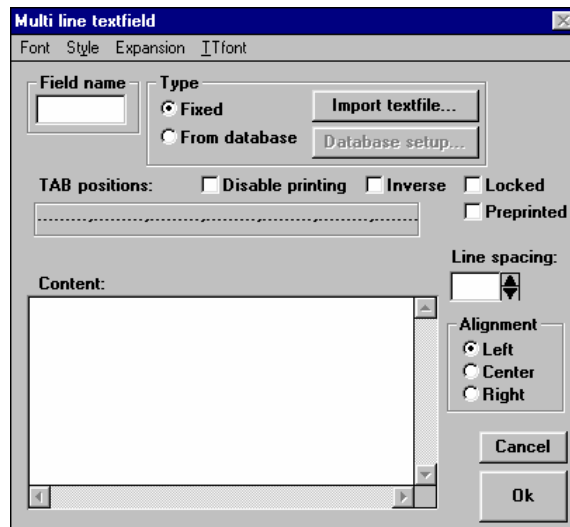 Multi line textfield
Font Style Expansion TTfont
Field name
Type
Fixed
Import textfile...
From database
Database setup...
TAB positions:
Disable printing
Inverse
Locked
Preprinted
Line spacing:
Content:
Alignment
Left
Center
Right
Cancel
Ok